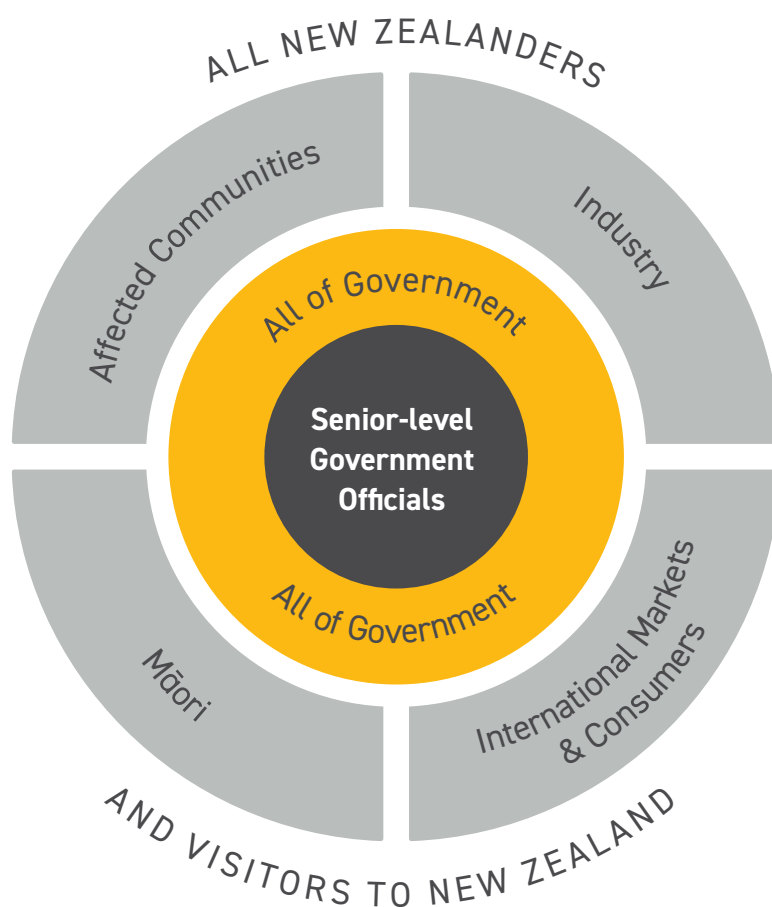 ALL NEW ZEALANDERS
Affected Communities
Industry
All of Government
Senior-level
Government
Officials
All of Government
Māori
International Markets
& Consumers
AND VISITORS TO NEW ZEALAND